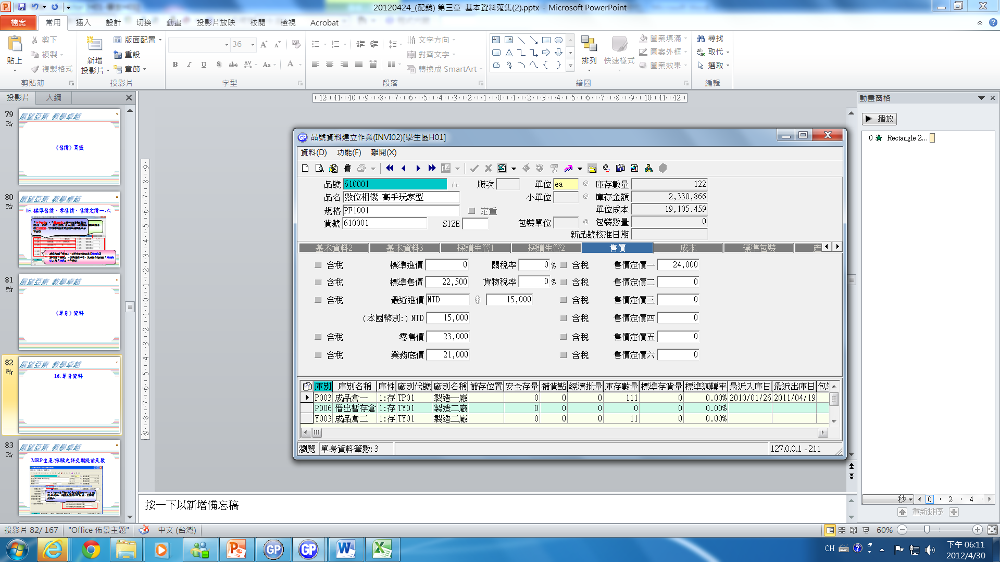 20120424_(配銷) 第三章  基本資料蒐集(2).pptx - Microsoft PowerPoint
檔案 常用 插入 設計 切換 動畫 投影片放映 校閱 檢視 Acrobat
貼上 剪下 複製 複製格式 剪貼簿
新增投影片 版面配置 重設 章節 投影片
36 B I U S abc AV Aa A 字型
文字方向 對齊文字 轉換成 SmartArt 段落
排列 快速樣式 圖案填滿 圖案外框 圖案效果 繪圖
尋找 取代 選取 編輯
投影片 大綱
79 展望亞東 教學卓越
《售價》頁籤
80 展望亞東 教學卓越
15. 標準售價、零售價、售價定價一~六
81 展望亞東 教學卓越
《單身》資料
82 展望亞東 教學卓越
16. 單身資料
83 展望亞東 教學卓越
MRP生產/採購允許交期提前天數
品號資料建立作業(INVI02)[學生區H01]
資料(D) 功能(F) 離開(X)
品號 610001 版次 單位 ea @ 庫存數量 122
品名 數位相機-高手玩家型 小單位 @ 庫存金額 2,330,866
規格 PF1001 定重 單位成本 19,105.459
貨號 610001 SIZE 包裝單位 @ 包裝數量 0
新品號核准日期
基本資料2 基本資料3 採購生管1 採購生管2 售價 成本 標準包裝 產
含稅 標準進價 0 關稅率 0 % 含稅 售價定價一 24,000
含稅 標準售價 22,500 貨物稅率 0 % 含稅 售價定價二 0
含稅 最近進價 NTD 15,000 含稅 售價定價三 0
(本國幣別:) NTD 15,000 含稅 售價定價四 0
含稅 零售價 23,000 含稅 售價定價五 0
含稅 業務底價 21,000 含稅 售價定價六 0
庫別 庫別名稱 庫性 廠別代號 廠別名稱 儲存位置 安全存量 補貨點 經濟批量 庫存數量 標準存貨量 標準週轉率 最近入庫日 最近出庫日
P003 成品倉一 1:存 TP01 製造一廠 0 0 0 111 0 0.00% 2010/01/26 2011/04/19
P006 借出暫存倉 1:存 TY01 製造二廠 0 0 0 0 0 0.00%
Y003 成品倉二 1:存 TY01 製造二廠 0 0 0 11 0 0.00%
瀏覽 單身資料筆數: 3 127.0.0.1 - 211
按一下以新增備忘稿
動畫窗格
播放
0 Rectangle 2...
秒 0 2 4
重新排序
投影片 82/ 167 "Office 佈景主題" 中文 (台灣) 60%
CH 下午 06:11
2012/4/30